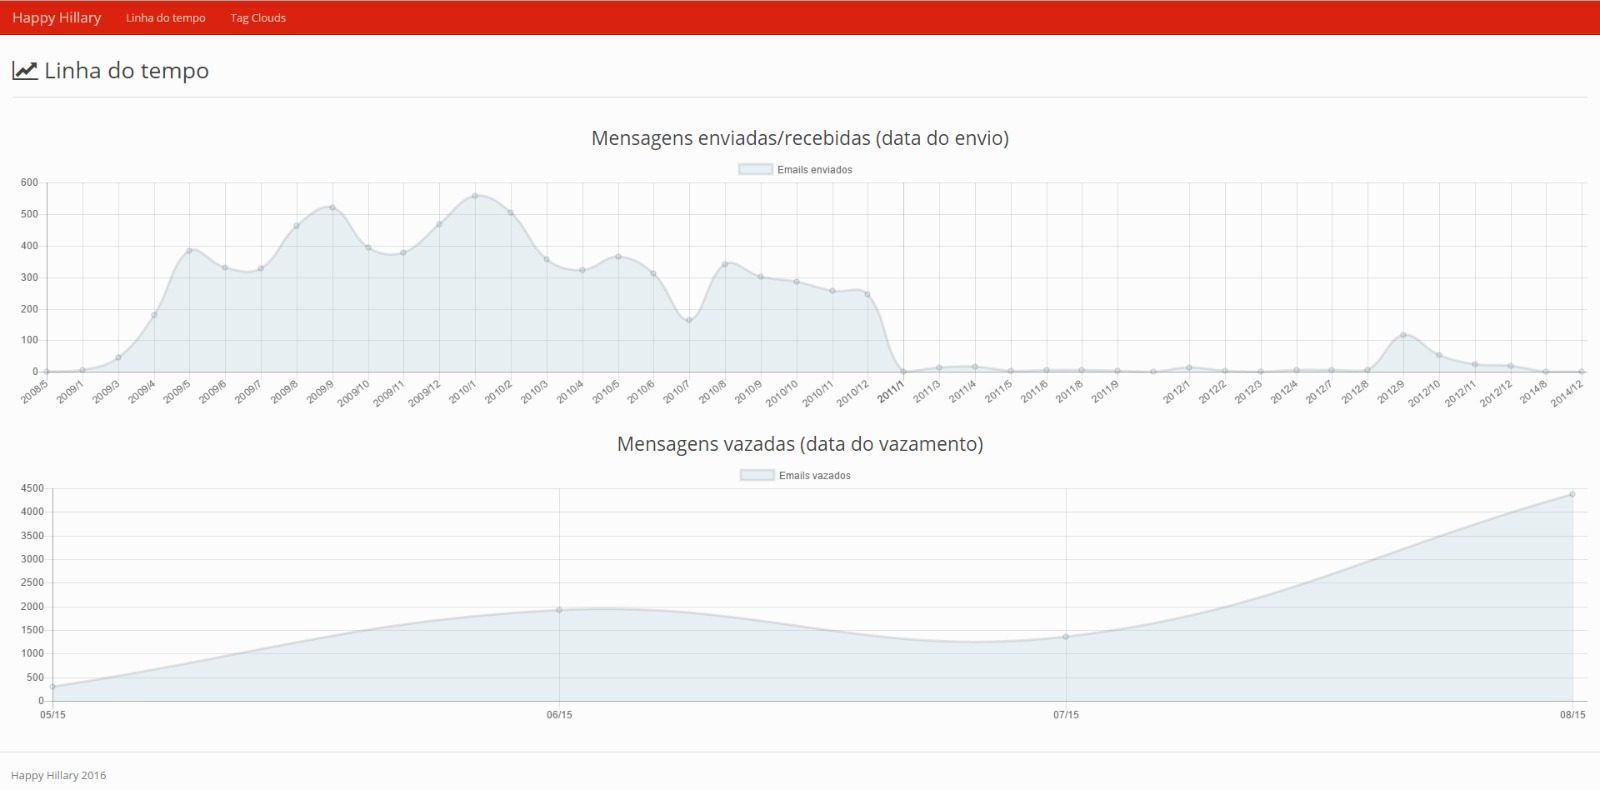 Happy Hillary Linha do tempo Tag Clouds
Linha do tempo
Mensagens enviadas/recebidas (data do envio)
Emails enviados
600
500
400
300
200
100
0
2008/5 2009/1 2009/3 2009/4 2009/5 2009/6 2009/7 2009/8 2009/9 2009/10 2009/11 2009/12 2010/1 2010/2 2010/3 2010/4 2010/5 2010/6 2010/7 2010/8 2010/9 2010/10 2010/11 2010/12 2011/1 2011/3 2011/4 2011/5 2011/6 2011/8 2011/9 2012/1 2012/2 2012/3 2012/4 2012/7 2012/8 2012/9 2012/10 2012/11 2012/12 2014/8 2014/12
Mensagens vazadas (data do vazamento)
Emails vazados
4500
4000
3500
3000
2500
2000
1500
1000
500
0
05/15 06/15 07/15 08/15
Happy Hillary 2016